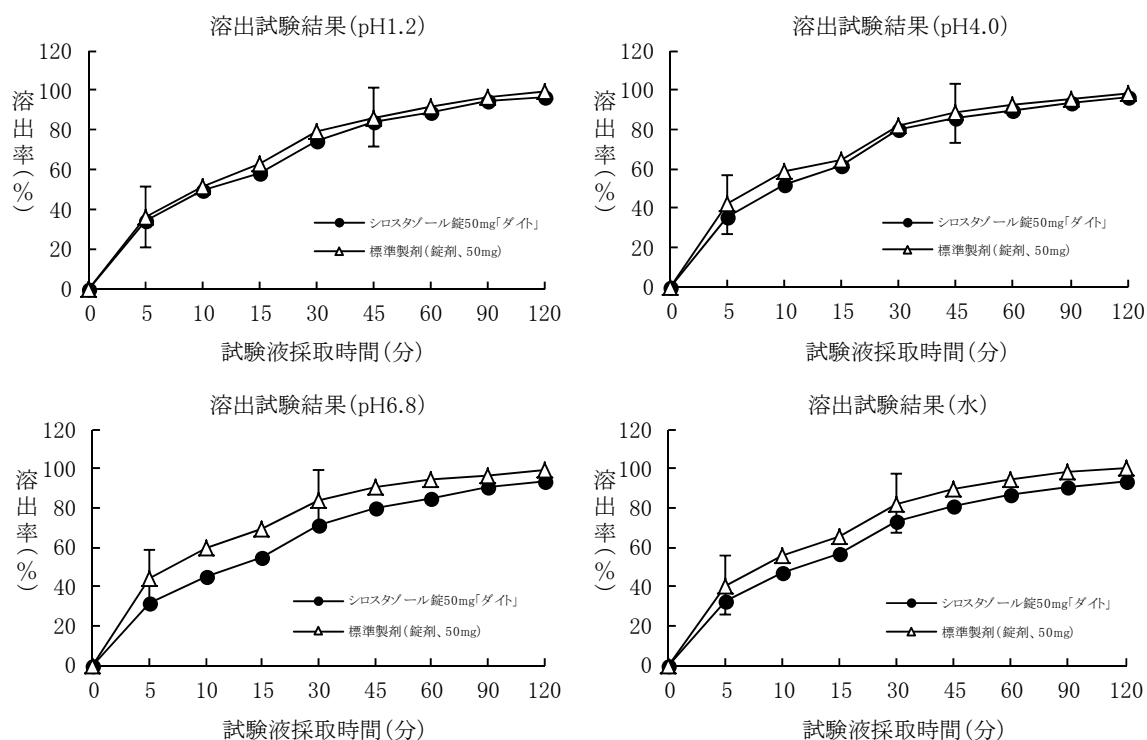 溶出試験結果(pH1.2)
120
100
80
60
40
20
0
溶出率(%)
シロスタゾール錠50mg「ダイト」
標準製剤(錠剤、50mg)
0 5 10 15 30 45 60 90 120
試験液採取時間(分)
溶出試験結果(pH4.0)
120
100
80
60
40
20
0
溶出率(%)
シロスタゾール錠50mg「ダイト」
標準製剤(錠剤、50mg)
0 5 10 15 30 45 60 90 120
試験液採取時間(分)
溶出試験結果(pH6.8)
120
100
80
60
40
20
0
溶出率(%)
シロスタゾール錠50mg「ダイト」
標準製剤(錠剤、50mg)
0 5 10 15 30 45 60 90 120
試験液採取時間(分)
溶出試験結果(水)
120
100
80
60
40
20
0
溶出率(%)
シロスタゾール錠50mg「ダイト」
標準製剤(錠剤、50mg)
0 5 10 15 30 45 60 90 120
試験液採取時間(分)